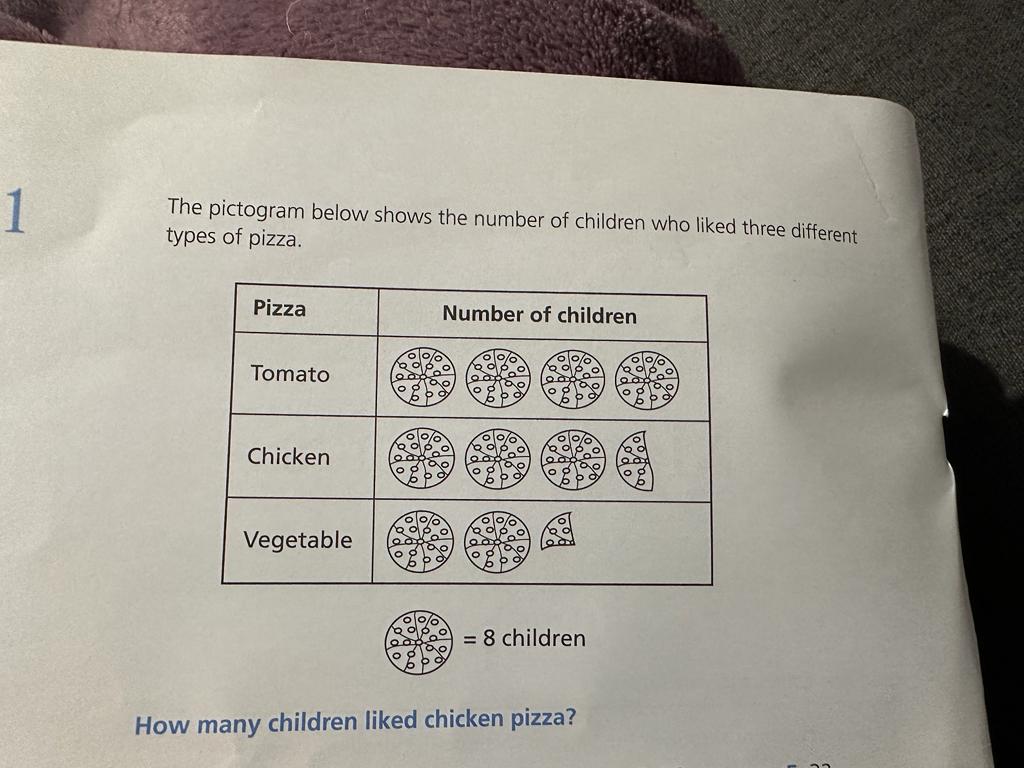 1
The pictogram below shows the number of children who liked three different
types of pizza.
Pizza
Number of children
Tomato
Chicken
Vegetable
= 8 children
How many children liked chicken pizza?